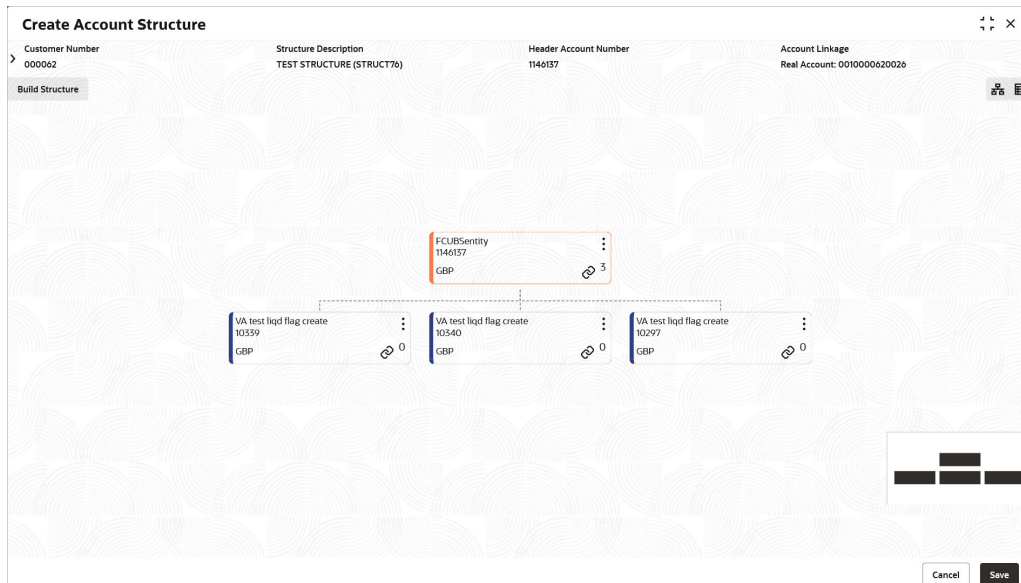 Create Account Structure
Customer Number
000062
Structure Description
TEST STRUCTURE (STRUCT76)
Header Account Number
1146137
Account Linkage
Real Account: 0010000620026
Build Structure
FCUBSentity
1146137
GBP
3
VA test liqd flag create
10339
GBP
0
VA test liqd flag create
10340
GBP
0
VA test liqd flag create
10297
GBP
0
Cancel
Save